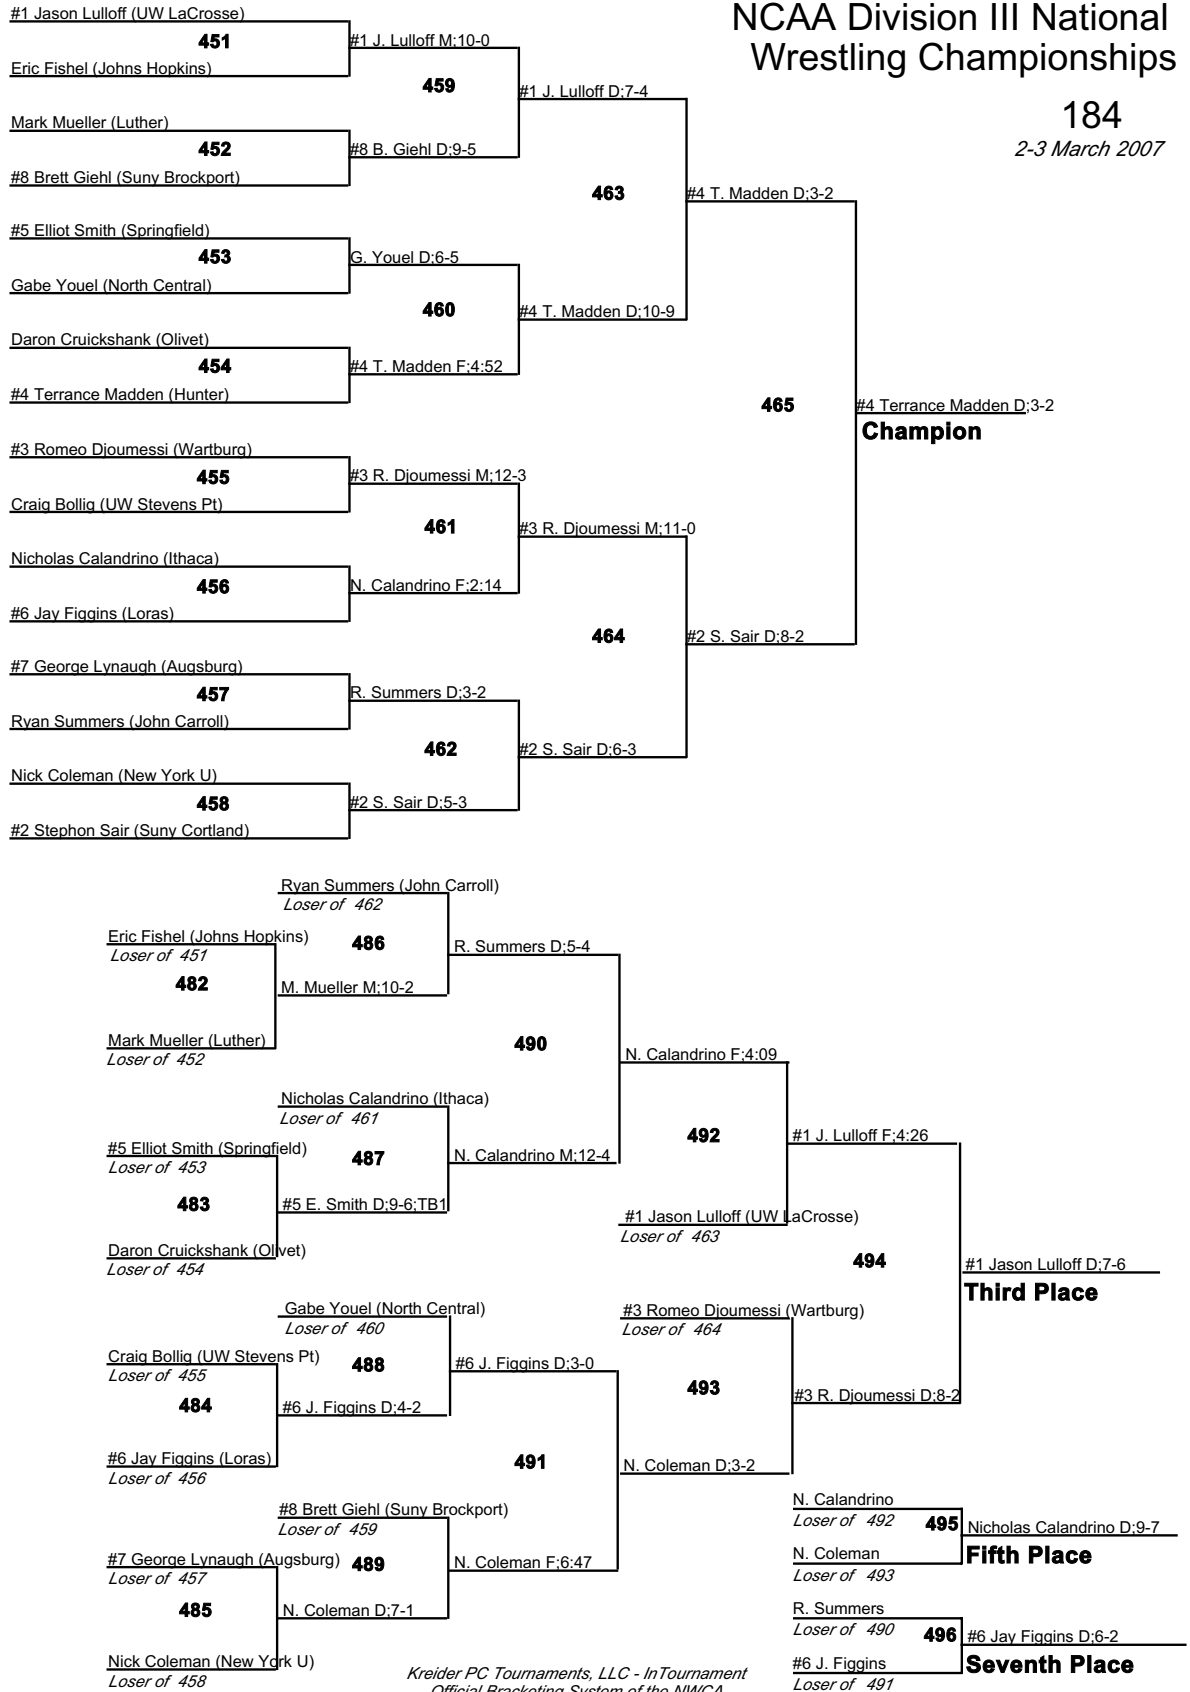 NCAA Division III National
Wrestling Championships
184
2-3 March 2007
#1 Jason Lulloff (UW LaCrosse)
451
#1 J. Lulloff M;10-0
Eric Fishel (Johns Hopkins)
459
#1 J. Lulloff D;7-4
Mark Mueller (Luther)
452
#8 B. Giehl D;9-5
#8 Brett Giehl (Suny Brockport)
463
#4 T. Madden D;3-2
#5 Elliot Smith (Springfield)
453
G. Youel D;6-5
Gabe Youel (North Central)
460
#4 T. Madden D;10-9
Daron Cruickshank (Olivet)
454
#4 T. Madden F;4:52
#4 Terrance Madden (Hunter)
465
#4 Terrance Madden D;3-2
Champion
#3 Romeo Djoumessi (Wartburg)
455
#3 R. Djoumessi M;12-3
Craig Bollig (UW Stevens Pt)
461
#3 R. Djoumessi M;11-0
Nicholas Calandrino (Ithaca)
456
N. Calandrino F;2:14
#6 Jay Figgins (Loras)
464
#2 S. Sair D;8-2
#7 George Lynaugh (Augsburg)
457
R. Summers D;3-2
Ryan Summers (John Carroll)
462
#2 S. Sair D;6-3
Nick Coleman (New York U)
458
#2 S. Sair D;5-3
#2 Stephon Sair (Suny Cortland)
Ryan Summers (John Carroll)
Loser of 462
Eric Fishel (Johns Hopkins)
Loser of 451
486
R. Summers D;5-4
482
M. Mueller M;10-2
Mark Mueller (Luther)
Loser of 452
490
N. Calandrino F;4:09
Nicholas Calandrino (Ithaca)
Loser of 461
#5 Elliot Smith (Springfield)
Loser of 453
487
N. Calandrino M;12-4
492
#1 J. Lulloff F;4:26
483
#5 E. Smith D;9-6;TB1
#1 Jason Lulloff (UW LaCrosse)
Loser of 463
Daron Cruickshank (Olivet)
Loser of 454
494
#1 Jason Lulloff D;7-6
Third Place
Gabe Youel (North Central)
Loser of 460
#3 Romeo Djoumessi (Wartburg)
Loser of 464
Craig Bollig (UW Stevens Pt)
Loser of 455
488
#6 J. Figgins D;3-0
493
#3 R. Djoumessi D;8-2
484
#6 J. Figgins D;4-2
#6 Jay Figgins (Loras)
Loser of 456
491
N. Coleman D;3-2
#8 Brett Giehl (Suny Brockport)
Loser of 459
N. Calandrino
Loser of 492
495
Nicholas Calandrino D;9-7
Fifth Place
N. Coleman
Loser of 493
#7 George Lynaugh (Augsburg)
Loser of 457
489
N. Coleman F;6:47
485
N. Coleman D;7-1
R. Summers
Loser of 490
496
#6 Jay Figgins D;6-2
Seventh Place
#6 J. Figgins
Loser of 491
Nick Coleman (New York U)
Loser of 458
Kreider PC Tournaments, LLC - InTournament
Official Bracketing System of the NWCA